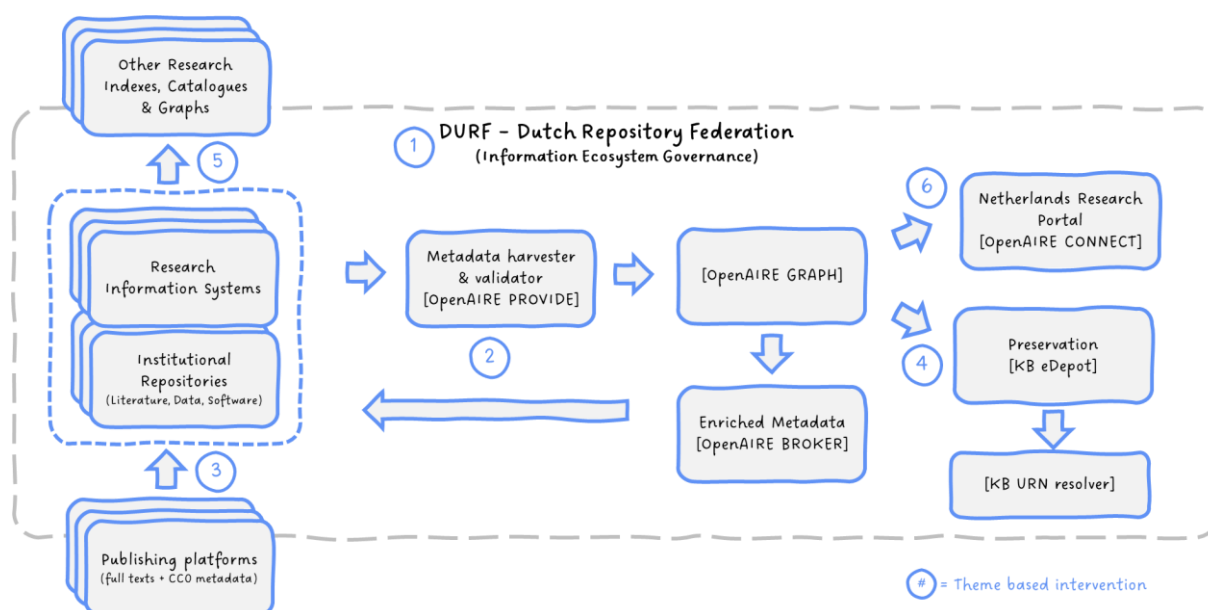 Other Research
Indexes, Catalogues
& Graphs
5
1
DURF - Dutch Repository Federation
(Information Ecosystem Governance)
Research
Information Systems
Institutional
Repositories
(Literature, Data, Software)
3
Publishing platforms
(full texts + CC0 metadata)
Metadata harvester
& validator
[OpenAIRE PROVIDE]
2
[OpenAIRE GRAPH]
Enriched Metadata
[OpenAIRE BROKER]
6
Netherlands Research
Portal
[OpenAIRE CONNECT]
4
Preservation
[KB eDepot]
[KB URN resolver]
# = Theme based intervention